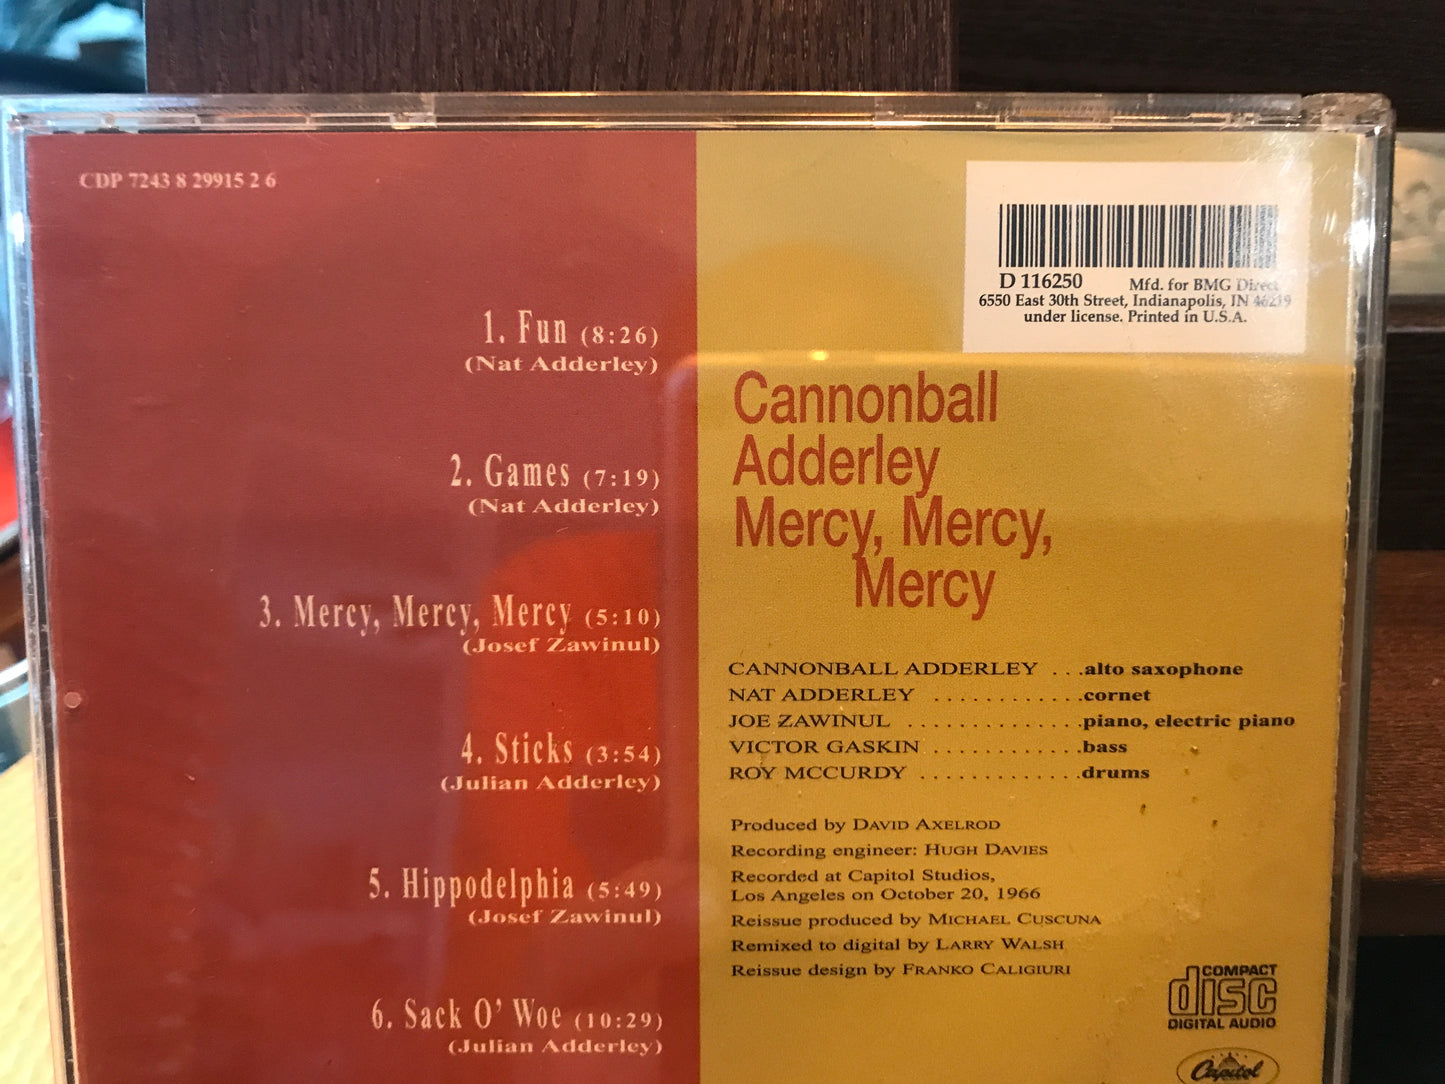 CDP 7243 8 29915 2 6
1. Fun (8:26)
(Nat Adderley)
2. Games (7:19)
(Nat Adderley)
3. Mercy, Mercy, Mercy (5:10)
(Josef Zawinul)
4. Sticks (3:54)
(Julian Adderley)
5. Hippodelphia (5:49)
(Josef Zawinul)
6. Sack O' Woe (10:29)
(Julian Adderley)
D 116250 Mfd. for BMG Direct
6550 East 30th Street, Indianapolis, IN 46219
under license. Printed in U.S.A.
Cannonball
Adderley
Mercy, Mercy,
Mercy
CANNONBALL ADDERLEY . . .alto saxophone
NAT ADDERLEY . . . . . . . . . . . .cornet
JOE ZAWINUL . . . . . . . . . . . . . .piano, electric piano
VICTOR GASKIN . . . . . . . . . . . .bass
ROY MCCURDY . . . . . . . . . . . . .drums
Produced by DAVID AXELROD
Recording engineer: HUGH DAVIES
Recorded at Capitol Studios,
Los Angeles on October 20, 1966
Reissue produced by MICHAEL CUSCUNA
Remixed to digital by LARRY WALSH
Reissue design by FRANKO CALIGIURI
COMPACT
disc
DIGITAL AUDIO
Capitol